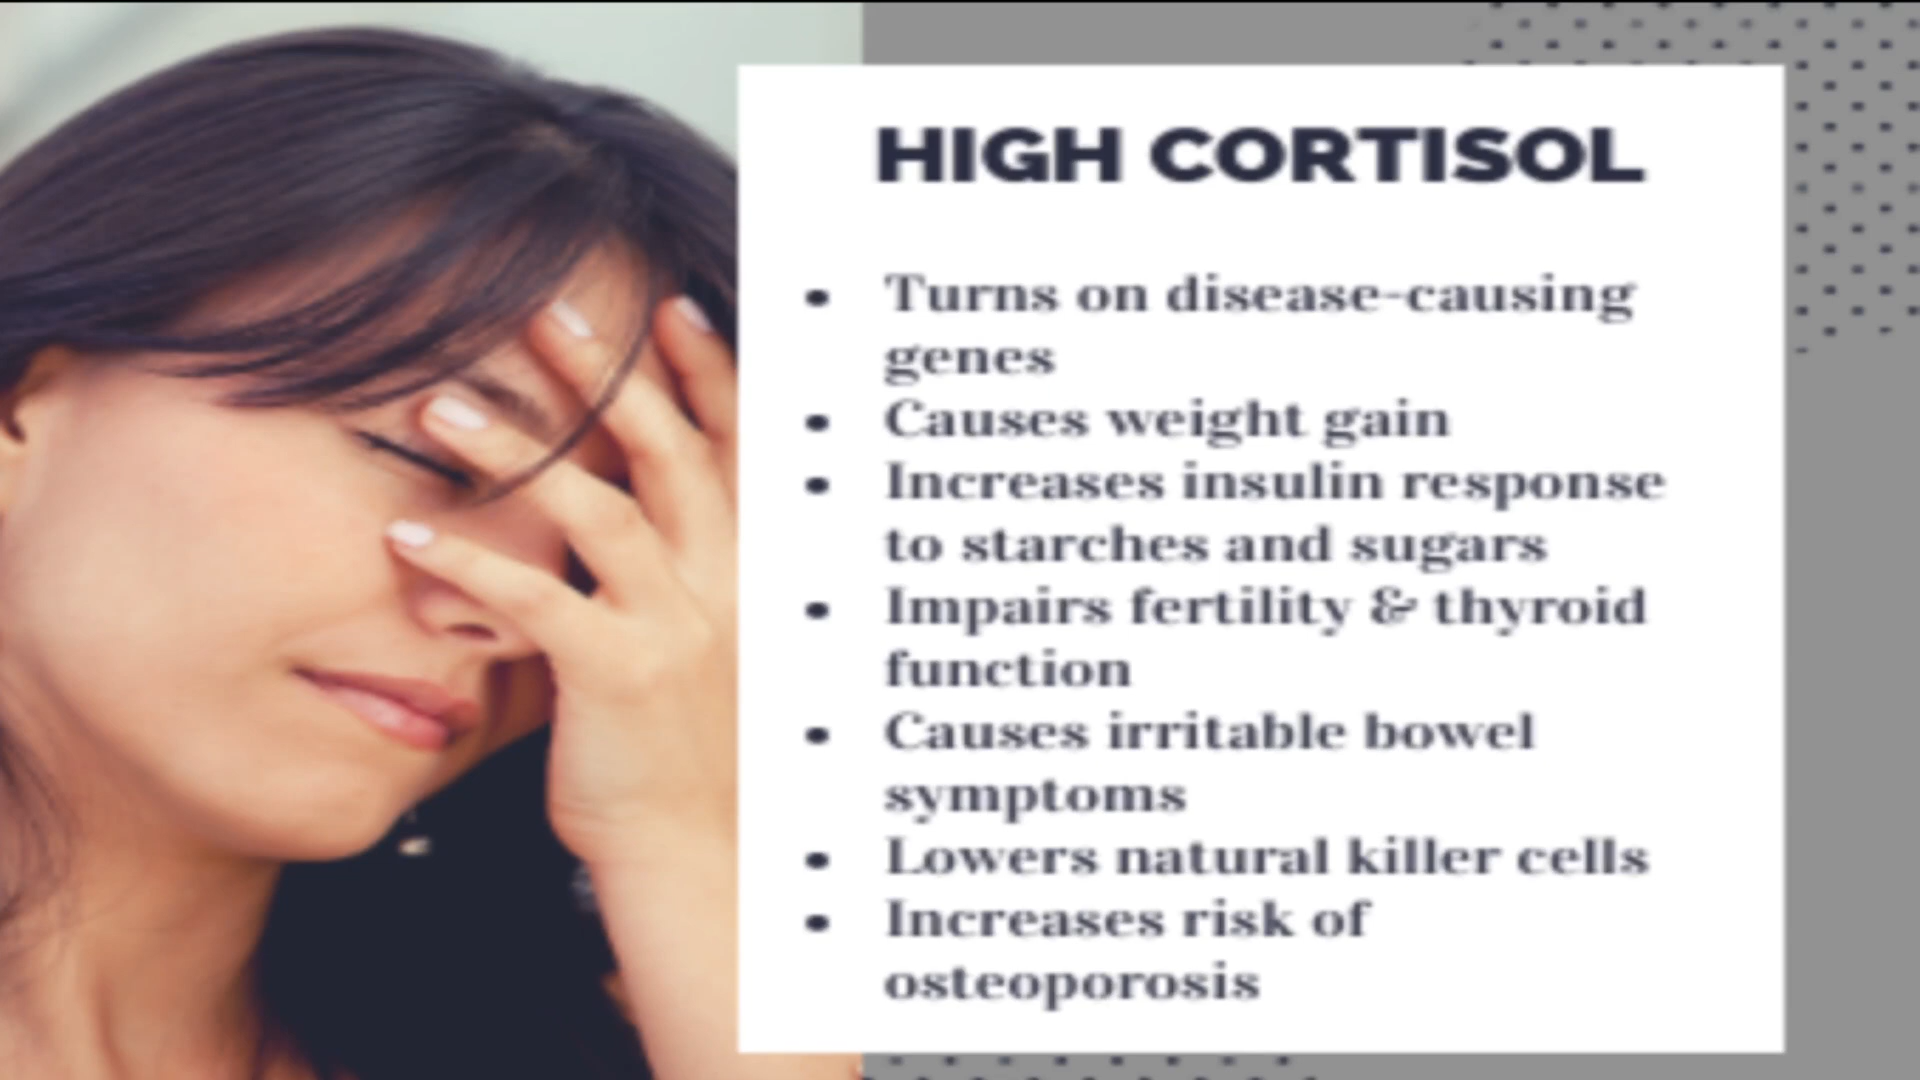 HIGH CORTISOL
• Turns on disease-causing
genes
• Causes weight gain
• Increases insulin response
to starches and sugars
• Impairs fertility & thyroid
function
• Causes irritable bowel
symptoms
• Lowers natural killer cells
• Increases risk of
osteoporosis